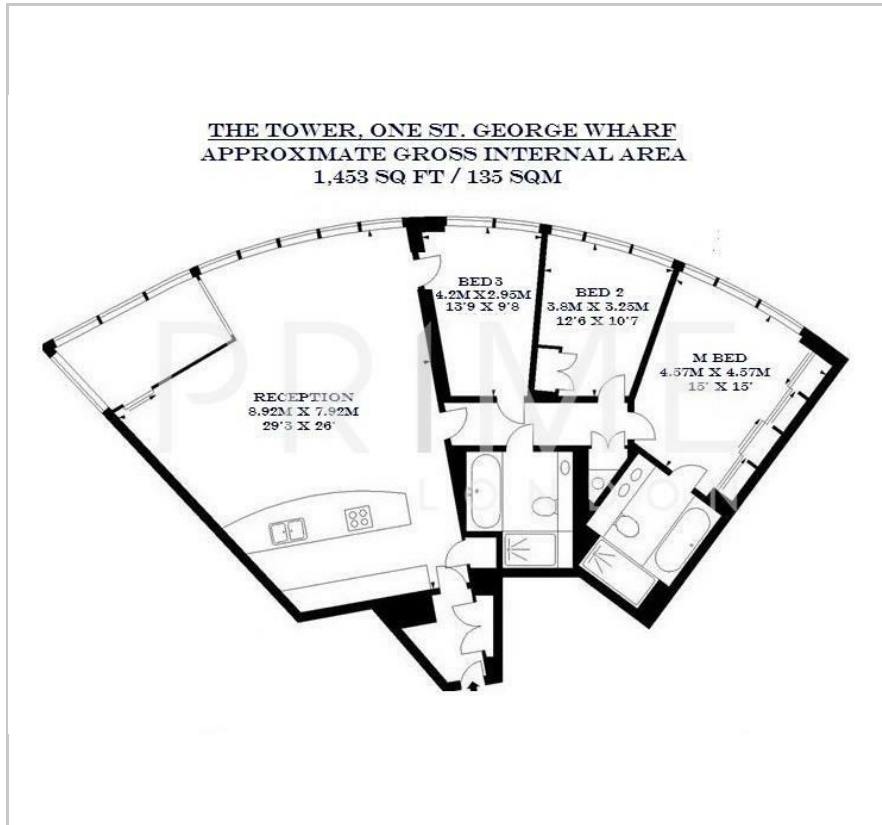 THE TOWER, ONE ST. GEORGE WHARF
APPROXIMATE GROSS INTERNAL AREA
1,453 SQ FT / 135 SQM
BED 3
4.2M X 2.95M
13'9 X 9'8
BED 2
3.8M X 3.25M
12'6 X 10'7
M BED
4.57M X 4.57M
15' X 15'
RECEPTION
8.92M X 7.92M
29'3 X 26'
PRIME
LONDON